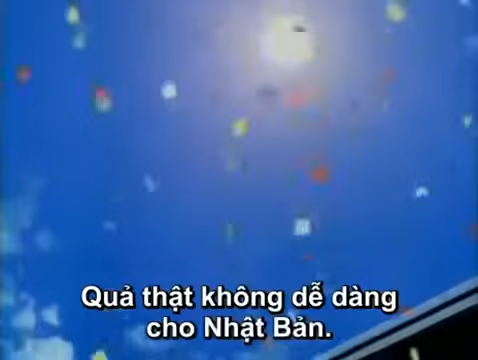 Quả thật không dễ dàng
cho Nhật Bản.